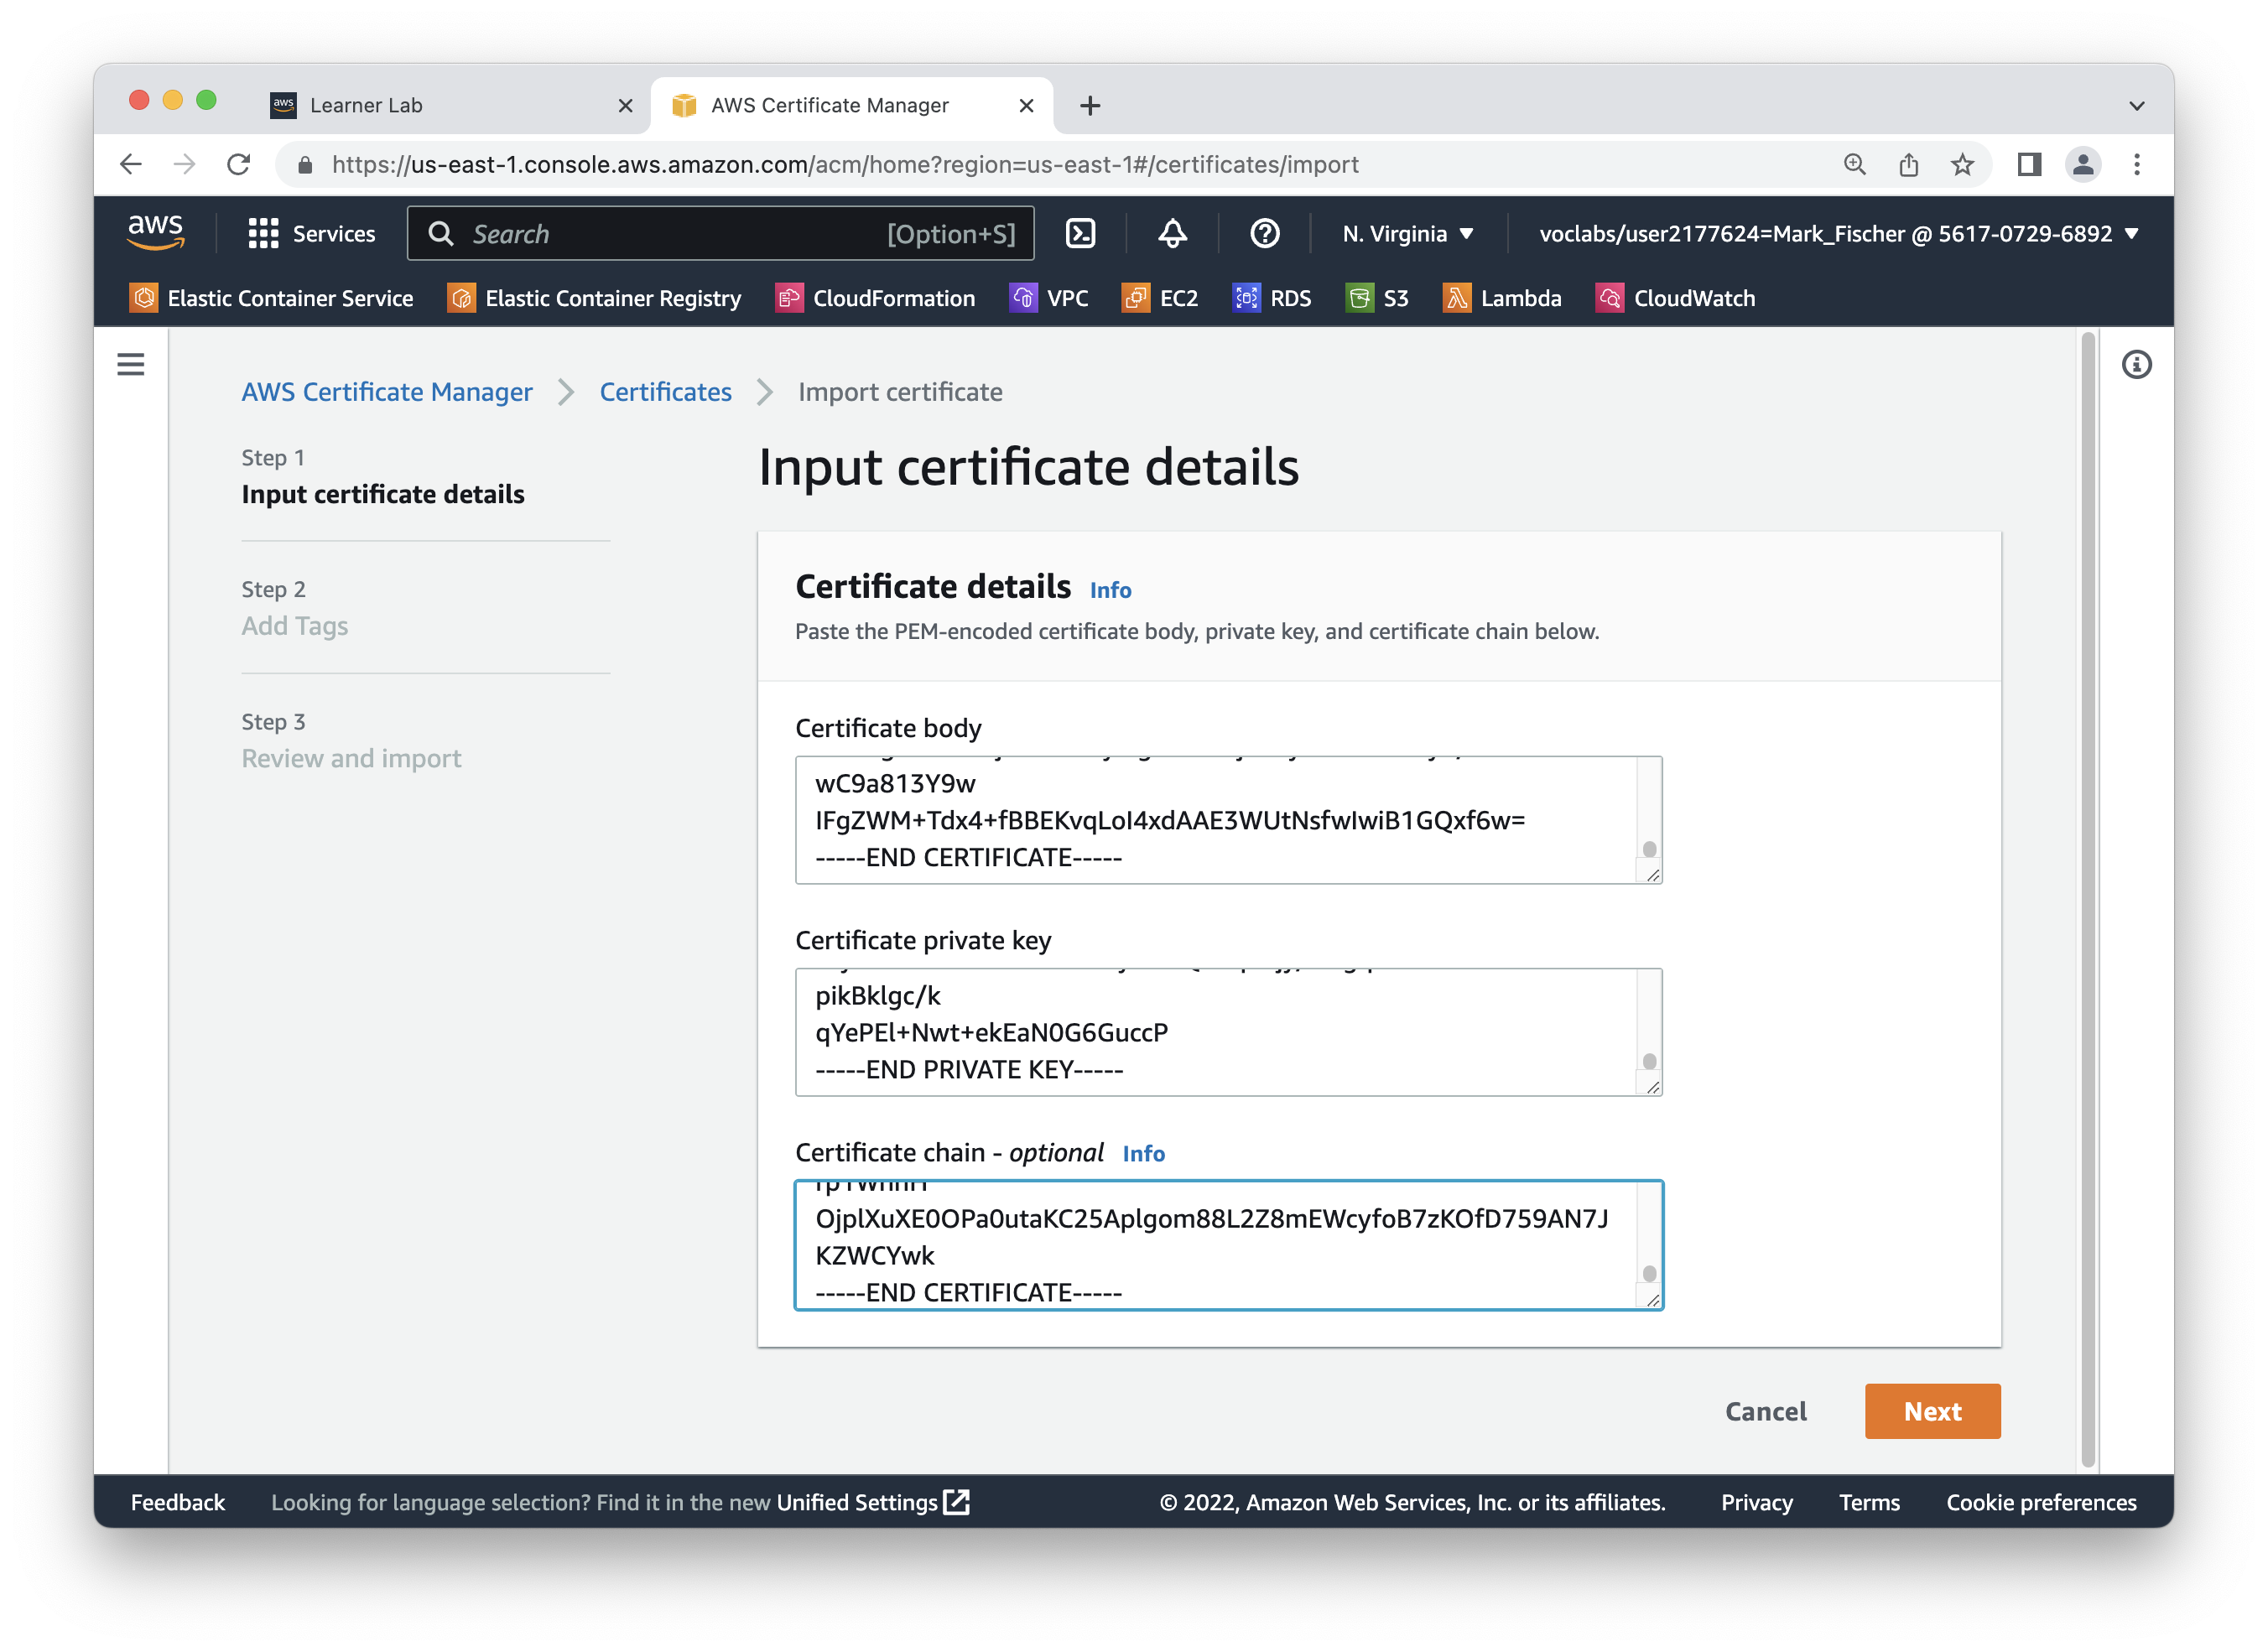 Learner Lab
AWS Certificate Manager
https://us-east-1.console.aws.amazon.com/acm/home?region=us-east-1#/certificates/import
aws
Services
Search
[Option+S]
N. Virginia
voclabs/user2177624=Mark_Fischer @ 5617-0729-6892
Elastic Container Service
Elastic Container Registry
CloudFormation
VPC
EC2
RDS
S3
Lambda
CloudWatch
AWS Certificate Manager
Certificates
Import certificate
Step 1
Input certificate details
Step 2
Add Tags
Step 3
Review and import
Input certificate details
Certificate details Info
Paste the PEM-encoded certificate body, private key, and certificate chain below.
Certificate body
wC9a813Y9w
IFgZWM+Tdx4+fBBEKvqLoI4xdAAE3WUtNsfwIwiB1GQxf6w=
-----END CERTIFICATE-----
Certificate private key
pikBklgc/k
qYePEl+Nwt+ekEaN0G6GuccP
-----END PRIVATE KEY-----
Certificate chain - optional Info
OjplXuXE0OPa0utaKC25Aplgom88L2Z8mEWcyfoB7zKOfD759AN7J
KZWCYwk
-----END CERTIFICATE-----
Cancel
Next
Feedback
Looking for language selection? Find it in the new Unified Settings
© 2022, Amazon Web Services, Inc. or its affiliates.
Privacy
Terms
Cookie preferences